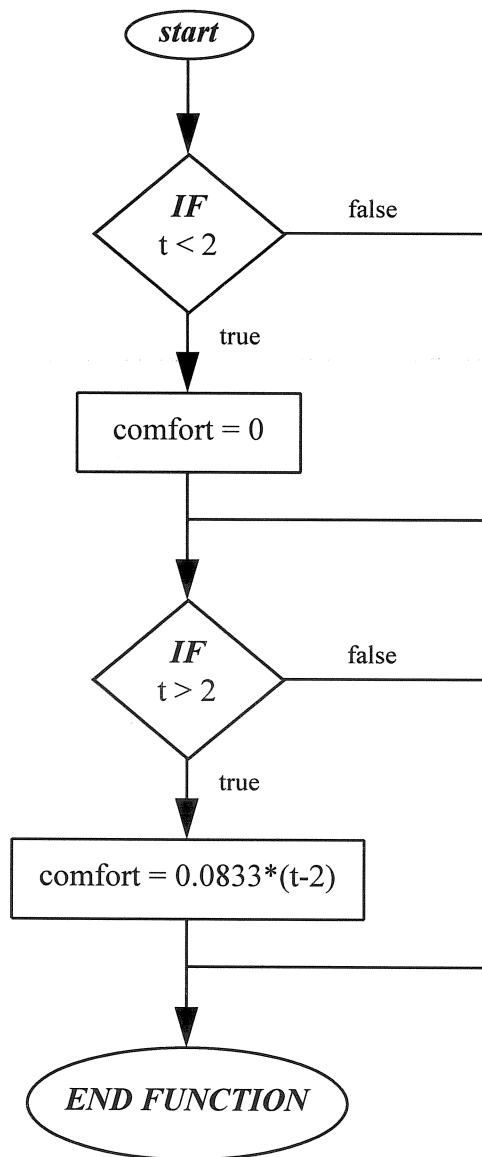 start
IF
t < 2
false
true
comfort = 0
IF
t > 2
false
true
comfort = 0.0833*(t-2)
END FUNCTION